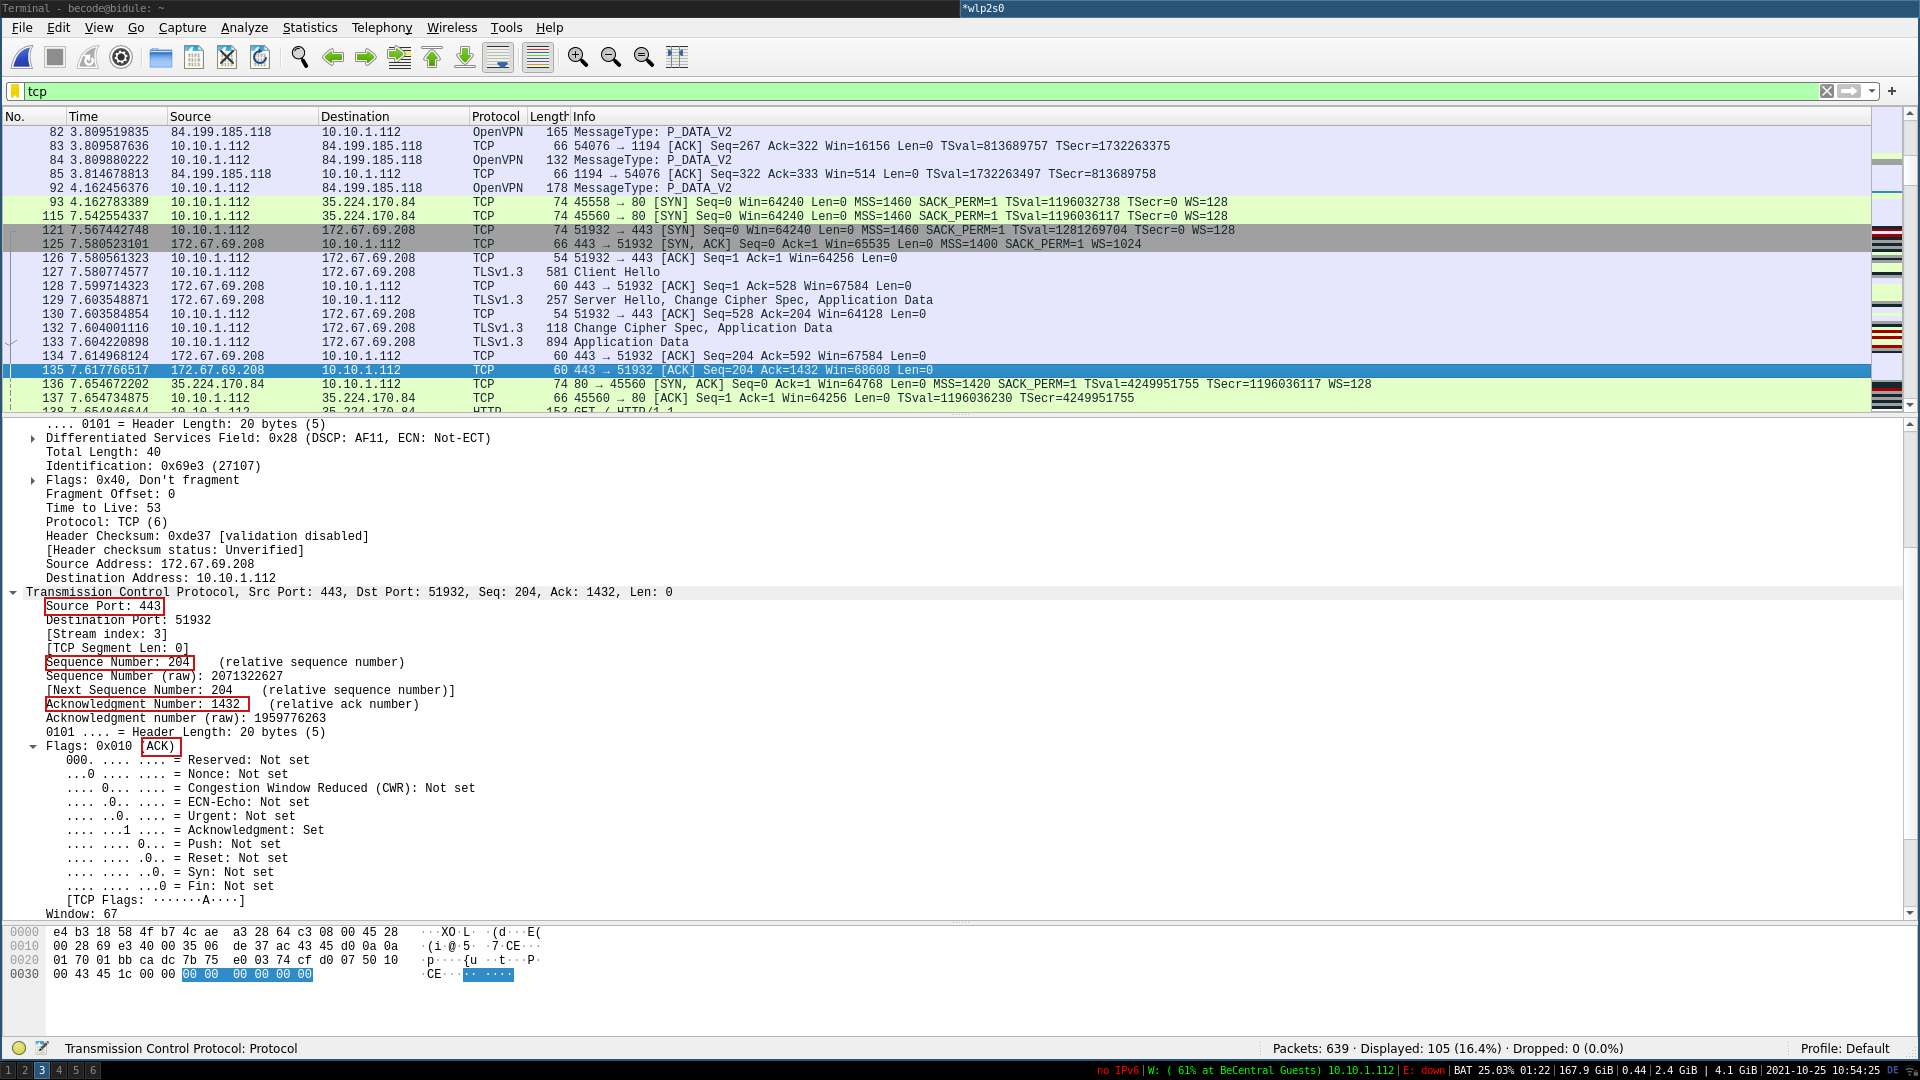 Terminal - becode@bidule: ~
*wlp2s0
File Edit View Go Capture Analyze Statistics Telephony Wireless Tools Help
tcp
No. Time Source Destination Protocol Length Info
82 3.809519835 84.199.185.118 10.10.1.112 OpenVPN 165 MessageType: P_DATA_V2
83 3.809587636 10.10.1.112 84.199.185.118 TCP 66 54076 → 1194 [ACK] Seq=267 Ack=322 Win=16156 Len=0 TSval=813689757 TSecr=1732263375
84 3.809880222 10.10.1.112 84.199.185.118 OpenVPN 132 MessageType: P_DATA_V2
85 3.814678813 84.199.185.118 10.10.1.112 TCP 66 1194 → 54076 [ACK] Seq=322 Ack=333 Win=514 Len=0 TSval=1732263497 TSecr=813689758
92 4.162456376 10.10.1.112 84.199.185.118 OpenVPN 178 MessageType: P_DATA_V2
93 4.162783389 10.10.1.112 35.224.170.84 TCP 74 45558 → 80 [SYN] Seq=0 Win=64240 Len=0 MSS=1460 SACK_PERM=1 TSval=1196032738 TSecr=0 WS=128
115 7.542554337 10.10.1.112 35.224.170.84 TCP 74 45560 → 80 [SYN] Seq=0 Win=64240 Len=0 MSS=1460 SACK_PERM=1 TSval=1196036117 TSecr=0 WS=128
121 7.567442748 10.10.1.112 172.67.69.208 TCP 74 51932 → 443 [SYN] Seq=0 Win=64240 Len=0 MSS=1460 SACK_PERM=1 TSval=1281269704 TSecr=0 WS=128
125 7.580523101 172.67.69.208 10.10.1.112 TCP 66 443 → 51932 [SYN, ACK] Seq=0 Ack=1 Win=65535 Len=0 MSS=1400 SACK_PERM=1 WS=1024
126 7.580561323 10.10.1.112 172.67.69.208 TCP 54 51932 → 443 [ACK] Seq=1 Ack=1 Win=64256 Len=0
127 7.580774577 10.10.1.112 172.67.69.208 TLSv1.3 581 Client Hello
128 7.599714323 172.67.69.208 10.10.1.112 TCP 60 443 → 51932 [ACK] Seq=1 Ack=528 Win=67584 Len=0
129 7.603548871 172.67.69.208 10.10.1.112 TLSv1.3 257 Server Hello, Change Cipher Spec, Application Data
130 7.603584854 10.10.1.112 172.67.69.208 TCP 54 51932 → 443 [ACK] Seq=528 Ack=204 Win=64128 Len=0
132 7.604001116 10.10.1.112 172.67.69.208 TLSv1.3 118 Change Cipher Spec, Application Data
133 7.604220898 10.10.1.112 172.67.69.208 TLSv1.3 894 Application Data
134 7.614968124 172.67.69.208 10.10.1.112 TCP 60 443 → 51932 [ACK] Seq=204 Ack=592 Win=67584 Len=0
135 7.617766517 172.67.69.208 10.10.1.112 TCP 60 443 → 51932 [ACK] Seq=204 Ack=1432 Win=68608 Len=0
136 7.654672202 35.224.170.84 10.10.1.112 TCP 74 80 → 45560 [SYN, ACK] Seq=0 Ack=1 Win=64768 Len=0 MSS=1420 SACK_PERM=1 TSval=4249951755 TSecr=1196036117 WS=128
137 7.654734875 10.10.1.112 35.224.170.84 TCP 66 45560 → 80 [ACK] Seq=1 Ack=1 Win=64256 Len=0 TSval=1196036230 TSecr=4249951755
138 7.654846644 10.10.1.112 35.224.170.84 HTTP 153 GET / HTTP/1.1
.... 0101 = Header Length: 20 bytes (5)
Differentiated Services Field: 0x28 (DSCP: AF11, ECN: Not-ECT)
Total Length: 40
Identification: 0x69e3 (27107)
Flags: 0x40, Don't fragment
Fragment Offset: 0
Time to Live: 53
Protocol: TCP (6)
Header Checksum: 0xde37 [validation disabled]
[Header checksum status: Unverified]
Source Address: 172.67.69.208
Destination Address: 10.10.1.112
Transmission Control Protocol, Src Port: 443, Dst Port: 51932, Seq: 204, Ack: 1432, Len: 0
Source Port: 443
Destination Port: 51932
[Stream index: 3]
[TCP Segment Len: 0]
Sequence Number: 204 (relative sequence number)
Sequence Number (raw): 2071322627
[Next Sequence Number: 204 (relative sequence number)]
Acknowledgment Number: 1432 (relative ack number)
Acknowledgment number (raw): 1959776263
0101 .... = Header Length: 20 bytes (5)
Flags: 0x010 (ACK)
000. .... .... = Reserved: Not set
...0 .... .... = Nonce: Not set
.... 0... .... = Congestion Window Reduced (CWR): Not set
.... .0.. .... = ECN-Echo: Not set
.... ..0. .... = Urgent: Not set
.... ...1 .... = Acknowledgment: Set
.... .... 0... = Push: Not set
.... .... .0.. = Reset: Not set
.... .... ..0. = Syn: Not set
.... .... ...0 = Fin: Not set
[TCP Flags: ·······A····]
Window: 67
0000 e4 b3 18 58 4f b7 4c ae a3 28 64 c3 08 00 45 28 ···XO·L· ·(d···E(
0010 00 28 69 e3 40 00 35 06 de 37 ac 43 45 d0 0a 0a ·(i·@·5· ·7·CE···
0020 01 70 01 bb ca dc 7b 75 e0 03 74 cf d0 07 50 10 ·p····{u ··t···P·
0030 00 43 45 1c 00 00 00 00 00 00 00 00 ·CE····· ····
Transmission Control Protocol: Protocol
Packets: 639 · Displayed: 105 (16.4%) · Dropped: 0 (0.0%)
Profile: Default
1 2 3 4 5 6
no IPv6|W: ( 61% at BeCentral Guests) 10.10.1.112|E: down|BAT 25.03% 01:22|167.9 GiB|0.44|2.4 GiB | 4.1 GiB|2021-10-25 10:54:25 DE